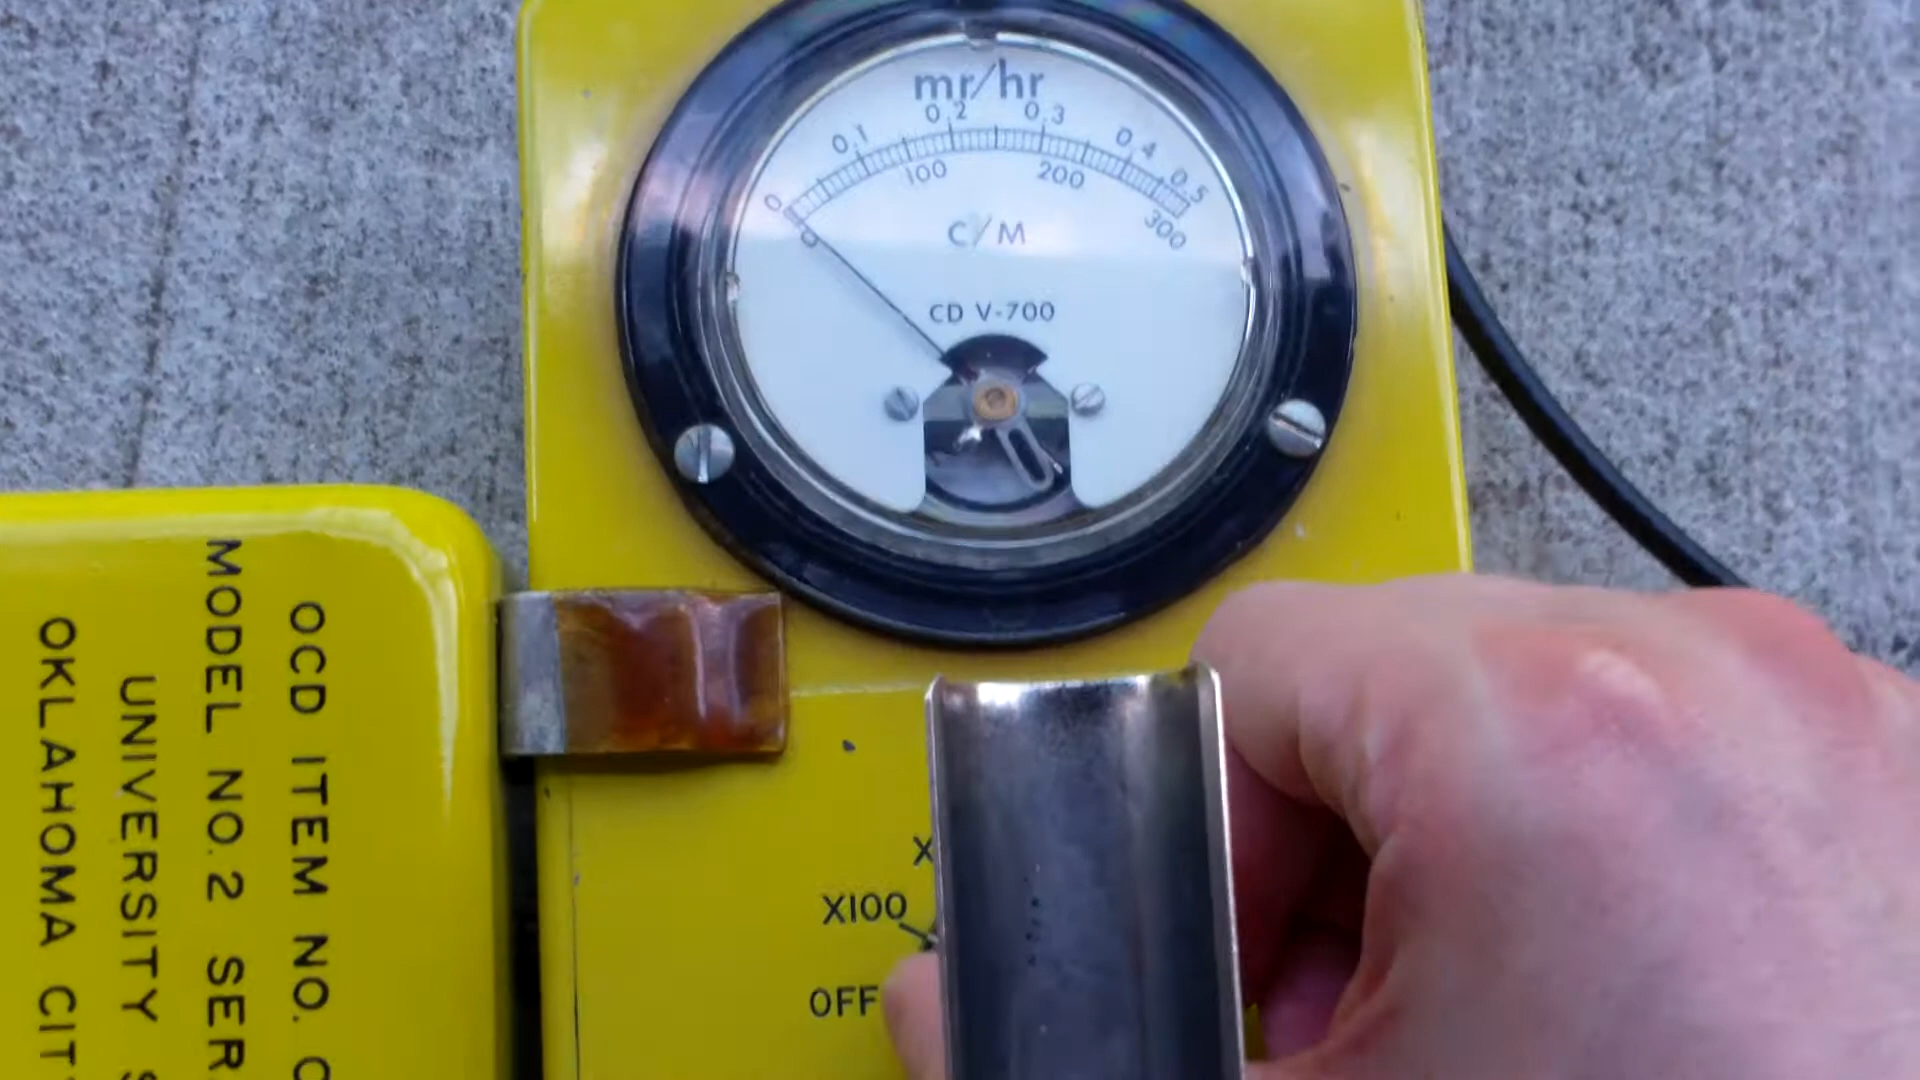 mr/hr
0 0.1 0.2 0.3 0.4 0.5
0 100 200 300
C/M
CD V-700
X100
OFF
OCD ITEM NO.
MODEL NO. 2
UNIVERSITY
OKLAHOMA